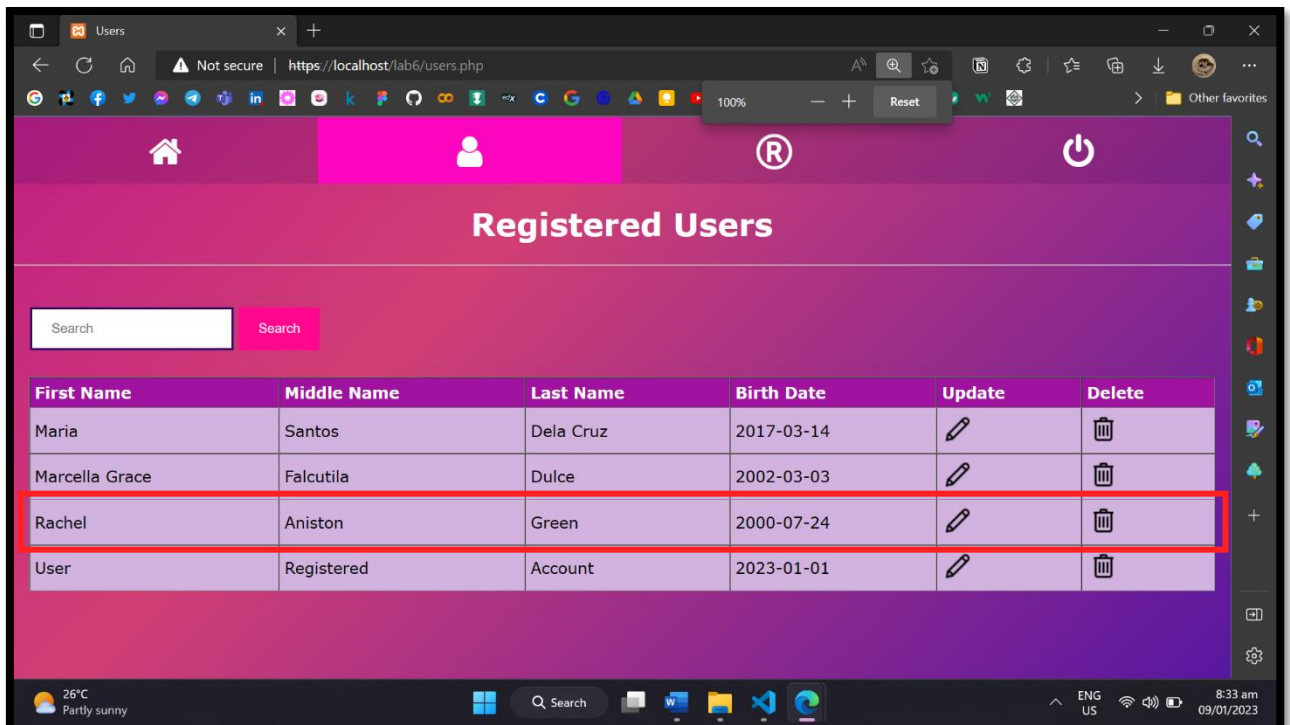 Users
Not secure | https://localhost/lab6/users.php
100% Reset
Other favorites
Registered Users
Search Search
First Name Middle Name Last Name Birth Date Update Delete
Maria Santos Dela Cruz 2017-03-14
Marcella Grace Falcutila Dulce 2002-03-03
Rachel Aniston Green 2000-07-24
User Registered Account 2023-01-01
26°C
Partly sunny
Search
ENG
US
8:33 am
09/01/2023